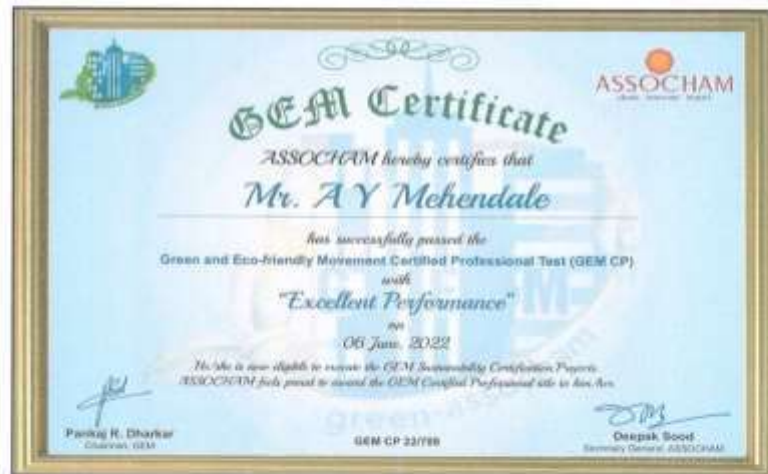 ASSOCHAM
GEM Certificate
ASSOCHAM hereby certifies that
Mr. A Y Mehendale
has successfully passed the
Green and Eco-friendly Movement Certified Professional Test (GEM CP)
with
"Excellent Performance"
on
06 June, 2022
He/she is now eligible to execute the GEM Sustainability Certification Projects
ASSOCHAM feels proud to award the GEM Certified Professional title to him/her.
Pankaj R. Dharkar
Chairman, GEM
GEM CP 22/789
Deepak Sood
Secretary General, ASSOCHAM